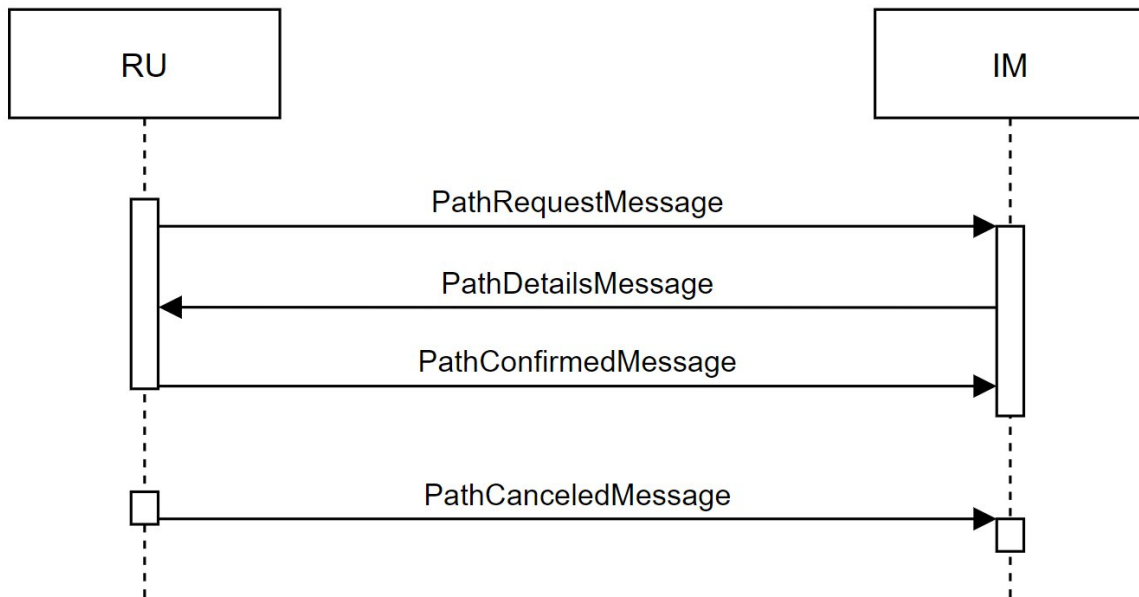 RU
IM
PathRequestMessage
PathDetailsMessage
PathConfirmedMessage
PathCanceledMessage